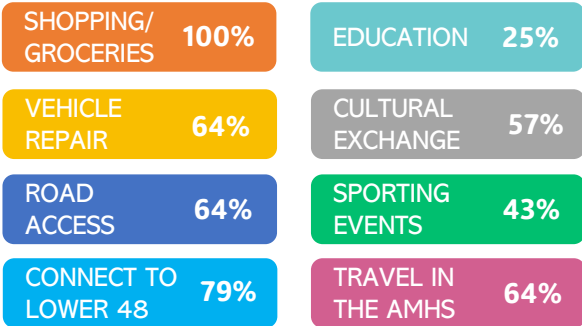 SHOPPING/
GROCERIES
100%
EDUCATION 25%
VEHICLE
REPAIR
64%
CULTURAL
EXCHANGE
57%
ROAD
ACCESS
64%
SPORTING
EVENTS
43%
CONNECT TO
LOWER 48
79%
TRAVEL IN
THE AMHS
64%